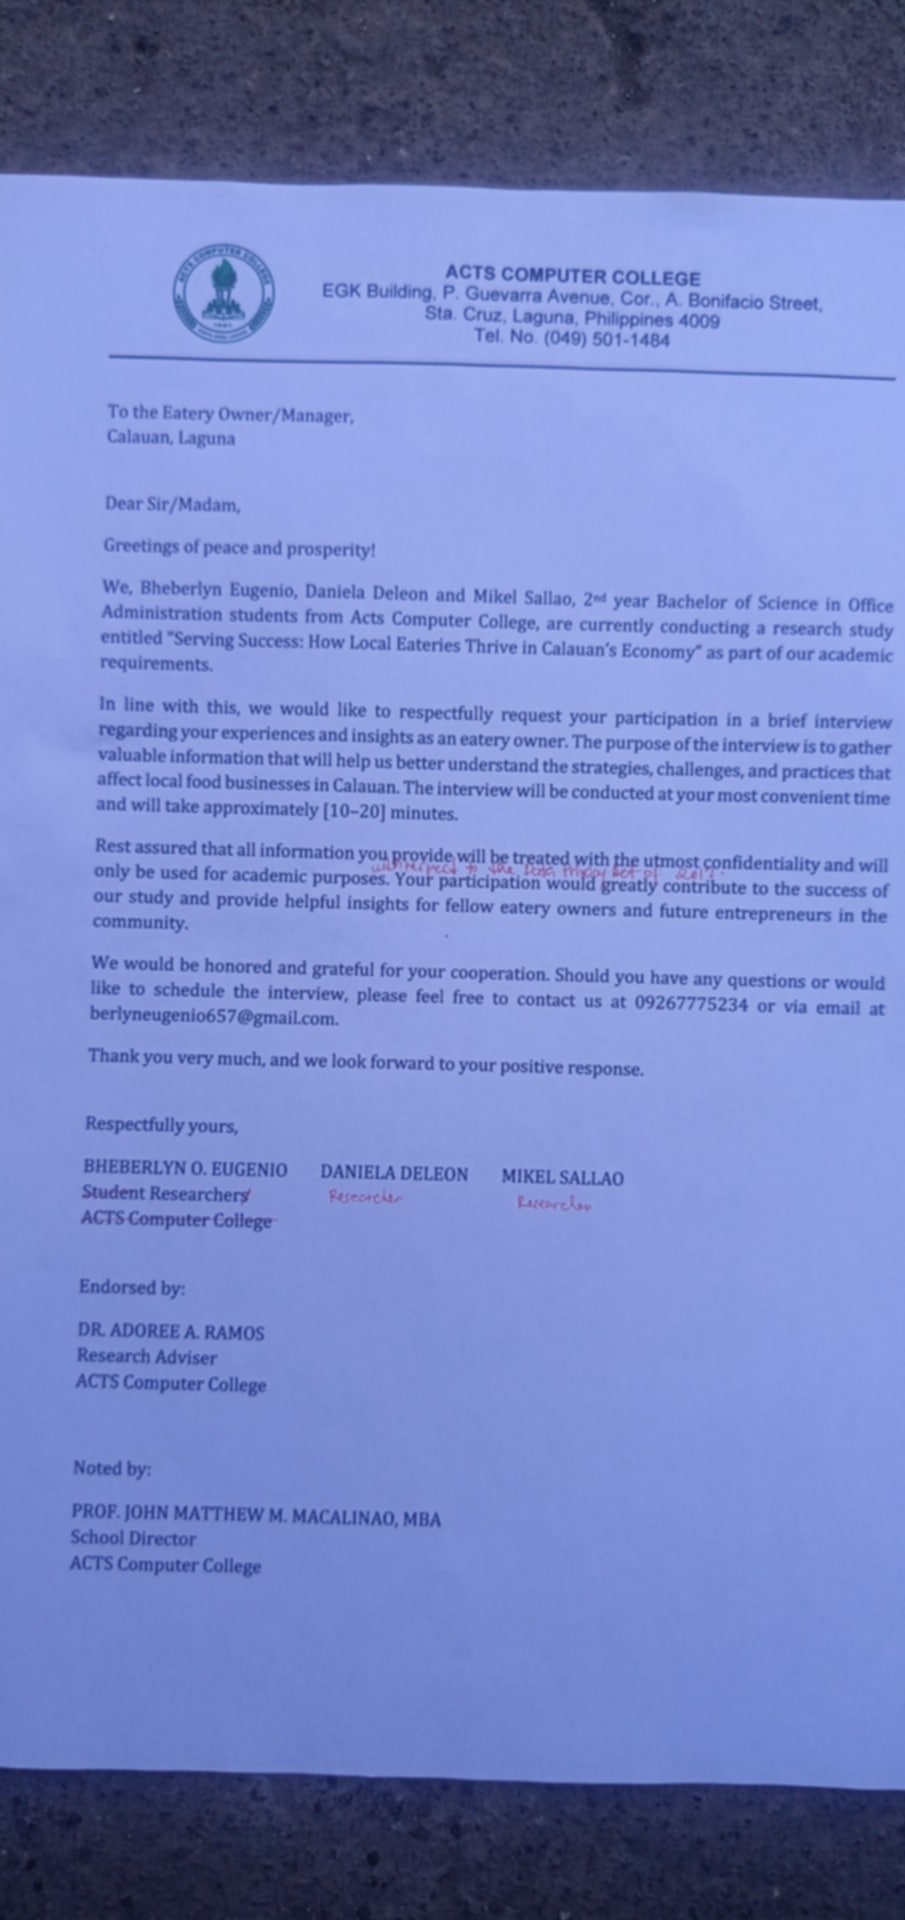 ACTS COMPUTER COLLEGE
ACTS COMPUTER COLLEGE
EGK Building, P. Guevarra Avenue, Cor., A. Bonifacio Street,
Sta. Cruz, Laguna, Philippines 4009
Tel. No. (049) 501-1484
To the Eatery Owner/Manager,
Calauan, Laguna
Dear Sir/Madam,
Greetings of peace and prosperity!
We, Bheberlyn Eugenio, Daniela Deleon and Mikel Sallao, 2nd year Bachelor of Science in Office
Administration students from Acts Computer College, are currently conducting a research study
entitled "Serving Success: How Local Eateries Thrive in Calauan's Economy" as part of our academic
requirements.
In line with this, we would like to respectfully request your participation in a brief interview
regarding your experiences and insights as an eatery owner. The purpose of the interview is to gather
valuable information that will help us better understand the strategies, challenges, and practices that
affect local food businesses in Calauan. The interview will be conducted at your most convenient time
and will take approximately [10–20] minutes.
Rest assured that all information you provide will be treated with the utmost confidentiality and will
with respect to the Data Privacy Act of 2017.
only be used for academic purposes. Your participation would greatly contribute to the success of
our study and provide helpful insights for fellow eatery owners and future entrepreneurs in the
community.
We would be honored and grateful for your cooperation. Should you have any questions or would
like to schedule the interview, please feel free to contact us at 09267775234 or via email at
berlyneugenio657@gmail.com.
Thank you very much, and we look forward to your positive response.
Respectfully yours,
BHEBERLYN O. EUGENIO DANIELA DELEON MIKEL SALLAO
Student Researchers Researcher Researcher
ACTS Computer College
Endorsed by:
DR. ADOREE A. RAMOS
Research Adviser
ACTS Computer College
Noted by:
PROF. JOHN MATTHEW M. MACALINAO, MBA
School Director
ACTS Computer College